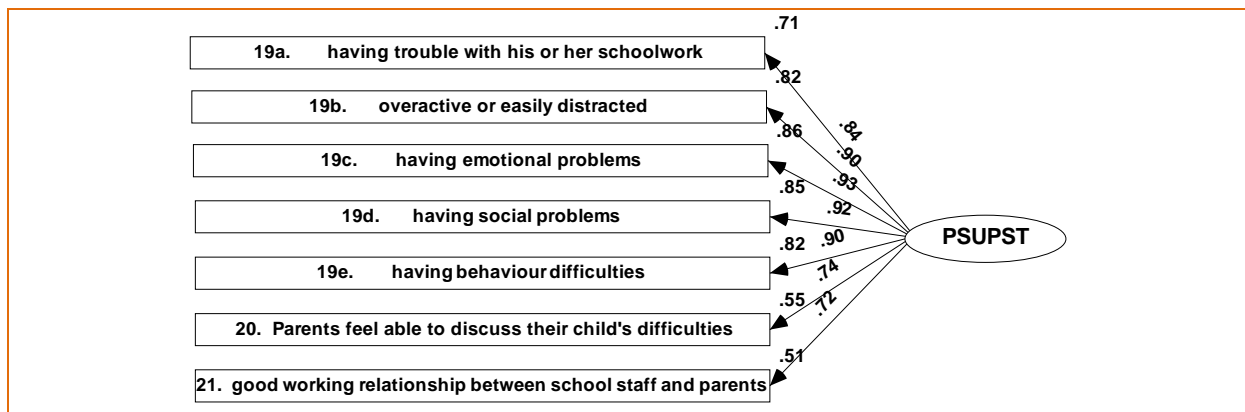 .71
19a. having trouble with his or her schoolwork
.82
19b. overactive or easily distracted
.84
.86
.90
19c. having emotional problems
.93
.85
.92
19d. having social problems
PSUPST
.82
.90
19e. having behaviour difficulties
.74
.55
.72
20. Parents feel able to discuss their child's difficulties
.51
21. good working relationship between school staff and parents